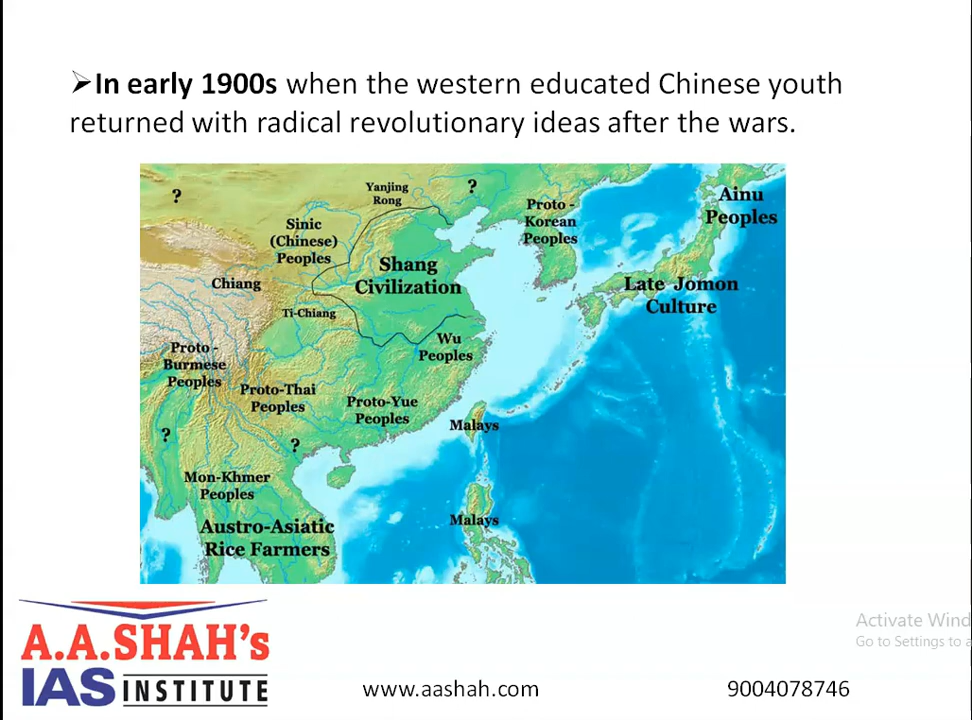 ➢In early 1900s when the western educated Chinese youth
returned with radical revolutionary ideas after the wars.
?
Yanjing
Rong
?
Ainu
Peoples
Proto -
Korean
Peoples
Sinic
(Chinese)
Peoples
Shang
Civilization
Chiang
Late Jomon
Culture
Ti-Chiang
Wu
Peoples
Proto -
Burmese
Peoples
Proto-Thai
Peoples
Proto-Yue
Peoples
Malays
?
?
Mon-Khmer
Peoples
Malays
Austro-Asiatic
Rice Farmers
A.A.SHAH's
IAS INSTITUTE
www.aashah.com
9004078746
Activate Wind
Go to Settings to a